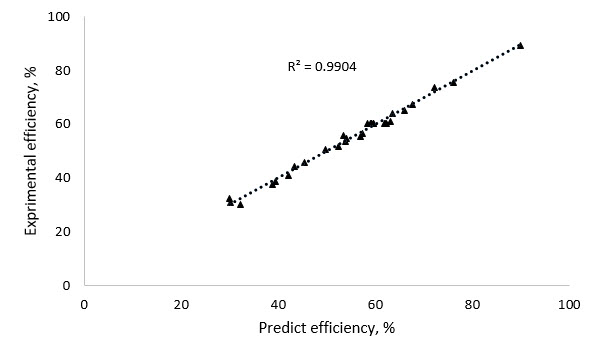 100
80
60
40
20
0
Exprimental efficiency, %
R² = 0.9904
0 20 40 60 80 100
Predict efficiency, %